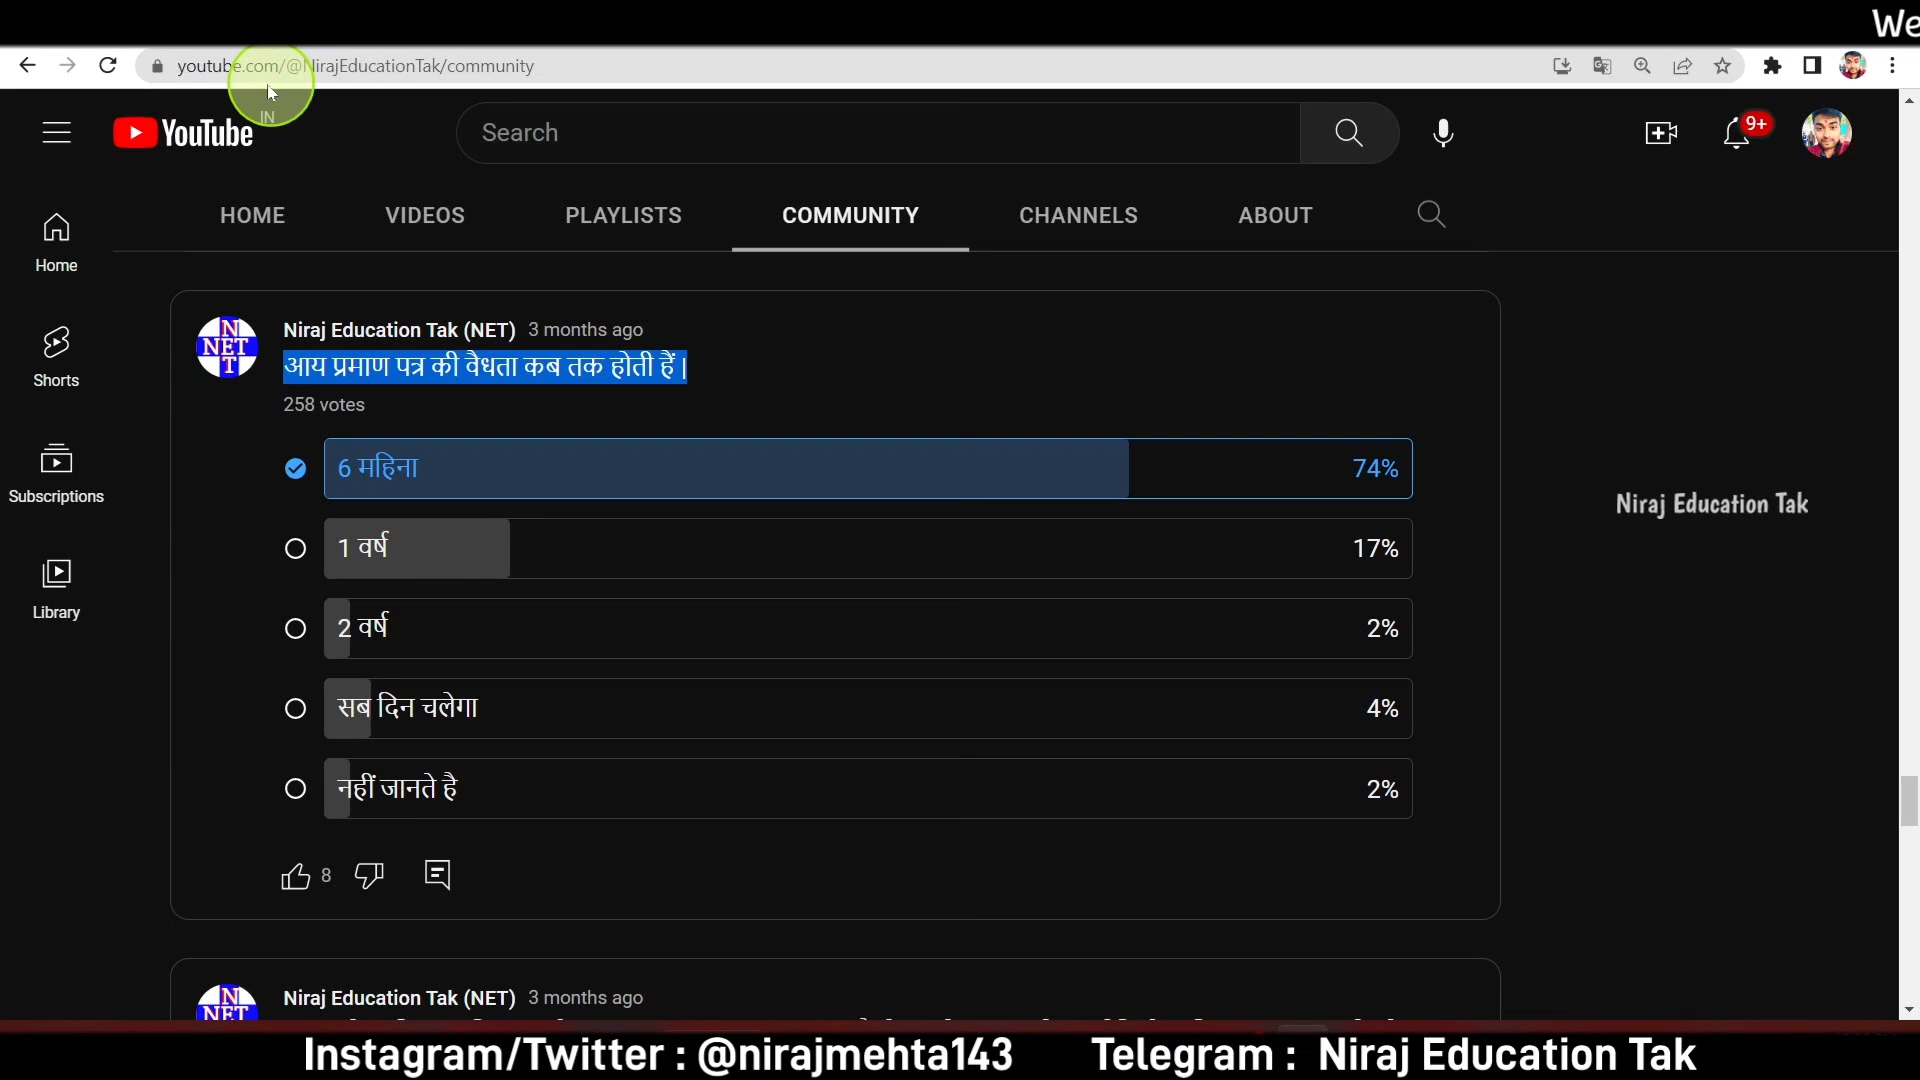 We
youtube.com/@NirajEducationTak/community
IN
YouTube
Search
9+
HOME VIDEOS PLAYLISTS COMMUNITY CHANNELS ABOUT
Home
Shorts
Subscriptions
Library
NET
Niraj Education Tak (NET) 3 months ago
आय प्रमाण पत्र की वैधता कब तक होती हैं |
258 votes
6 महिना 74%
1 वर्ष 17%
2 वर्ष 2%
सब दिन चलेगा 4%
नहीं जानते है 2%
8
Niraj Education Tak
NET
Niraj Education Tak (NET) 3 months ago
Instagram/Twitter : @nirajmehta143 Telegram : Niraj Education Tak